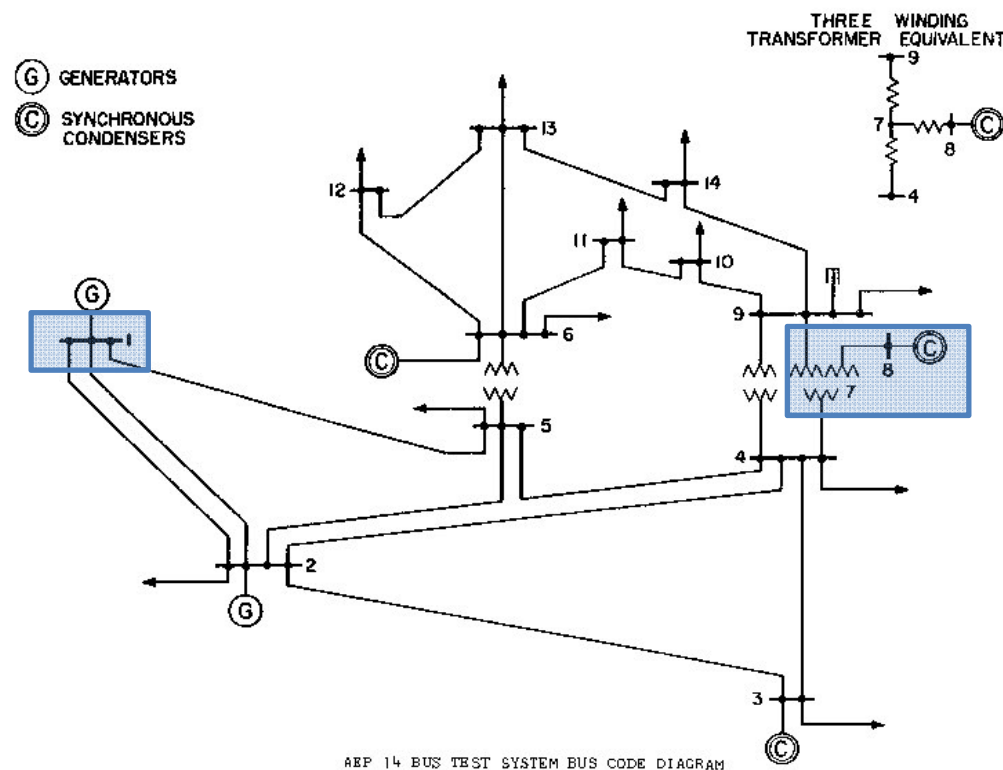 THREE WINDING
TRANSFORMER EQUIVALENT
9
7
C
8
4
G GENERATORS
C SYNCHRONOUS
CONDENSERS
13
12
14
11
10
G
1
9
6
C
C
8
7
5
4
2
G
3
C
AEP 14 BUS TEST SYSTEM BUS CODE DIAGRAM